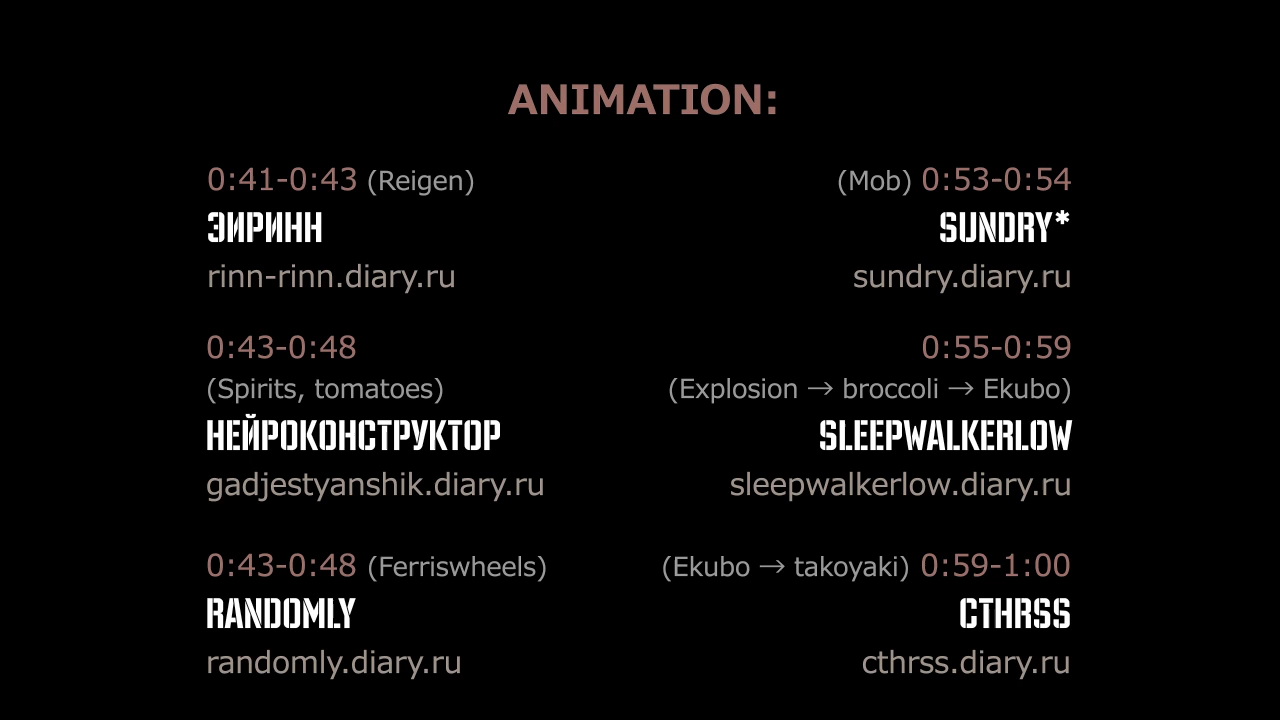 ANIMATION:
0:41-0:43 (Reigen)
ЭИРИНН
rinn-rinn.diary.ru
0:43-0:48
(Spirits, tomatoes)
НЕЙРОКОНСТРУКТОР
gadjestyanshik.diary.ru
0:43-0:48 (Ferriswheels)
RANDOMLY
randomly.diary.ru
(Mob) 0:53-0:54
SUNDRY*
sundry.diary.ru
0:55-0:59
(Explosion → broccoli → Ekubo)
SLEEPWALKERLOW
sleepwalkerlow.diary.ru
(Ekubo → takoyaki) 0:59-1:00
CTHRSS
cthrss.diary.ru